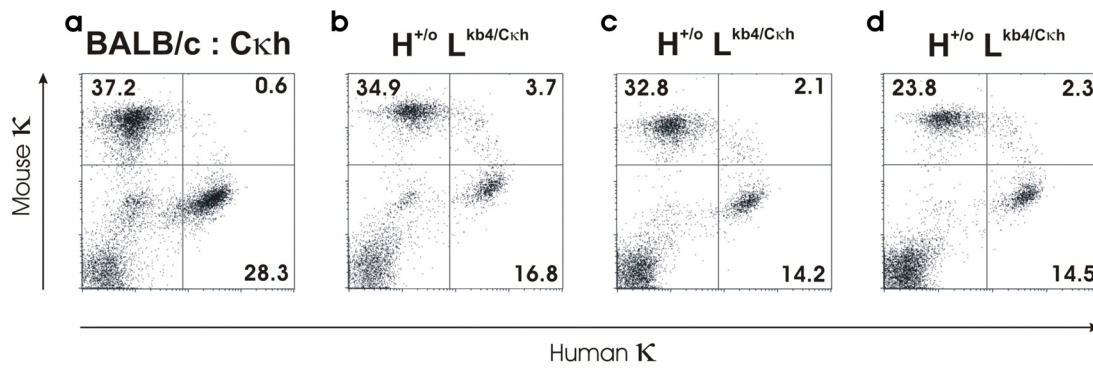 a
BALB/c : Cκh
37.2 0.6
28.3
b
H+/o Lkb4/Cκh
34.9 3.7
16.8
c
H+/o Lkb4/Cκh
32.8 2.1
14.2
d
H+/o Lkb4/Cκh
23.8 2.3
14.5
Mouse κ
Human κ